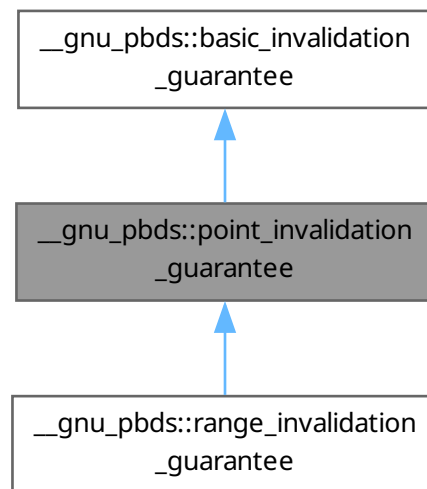 __gnu_pbds::basic_invalidation
_guarantee
__gnu_pbds::point_invalidation
_guarantee
__gnu_pbds::range_invalidation
_guarantee